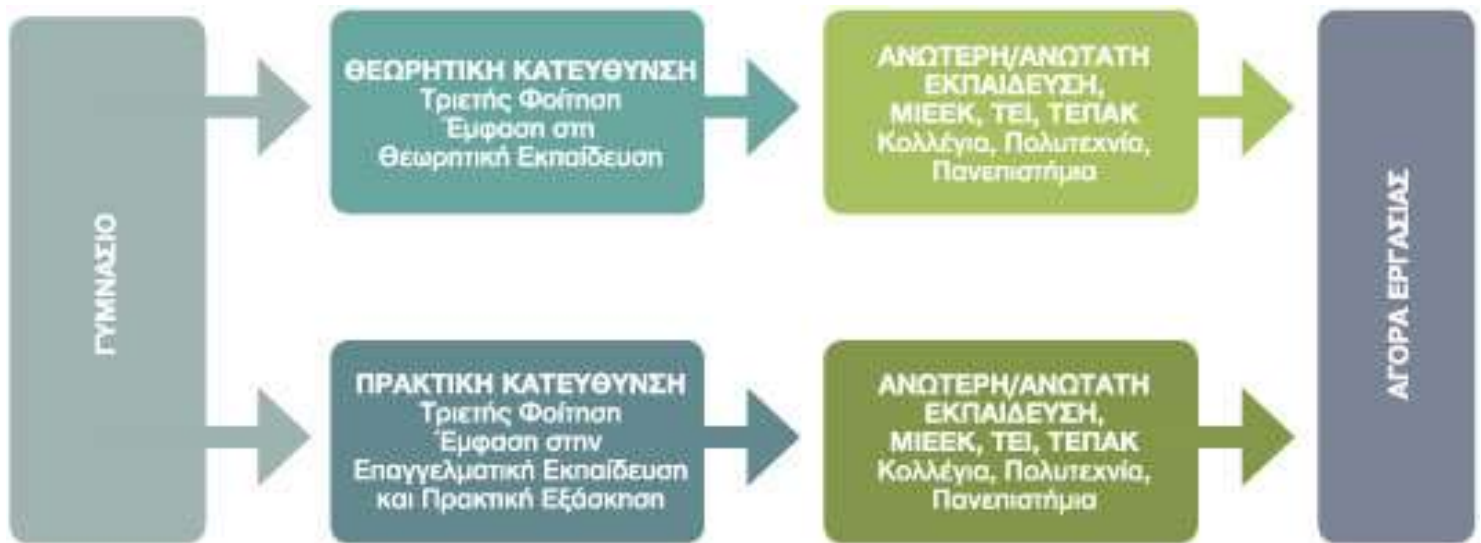 ΓΥΜΝΑΣΙΟ
ΘΕΩΡΗΤΙΚΗ ΚΑΤΕΥΘΥΝΣΗ
Τριετής Φοίτηση
Έμφαση στη
Θεωρητική Εκπαίδευση
ΑΝΩΤΕΡΗ/ΑΝΩΤΑΤΗ
ΕΚΠΑΙΔΕΥΣΗ,
ΜΙΕΕΚ, ΤΕΙ, ΤΕΠΑΚ
Κολλέγια, Πολυτεχνία,
Πανεπιστήμια
ΠΡΑΚΤΙΚΗ ΚΑΤΕΥΘΥΝΣΗ
Τριετής Φοίτηση
Έμφαση στην
Επαγγελματική Εκπαίδευση
και Πρακτική Εξάσκηση
ΑΝΩΤΕΡΗ/ΑΝΩΤΑΤΗ
ΕΚΠΑΙΔΕΥΣΗ,
ΜΙΕΕΚ, ΤΕΙ, ΤΕΠΑΚ
Κολλέγια, Πολυτεχνία,
Πανεπιστήμια
ΑΓΟΡΑ ΕΡΓΑΣΙΑΣ